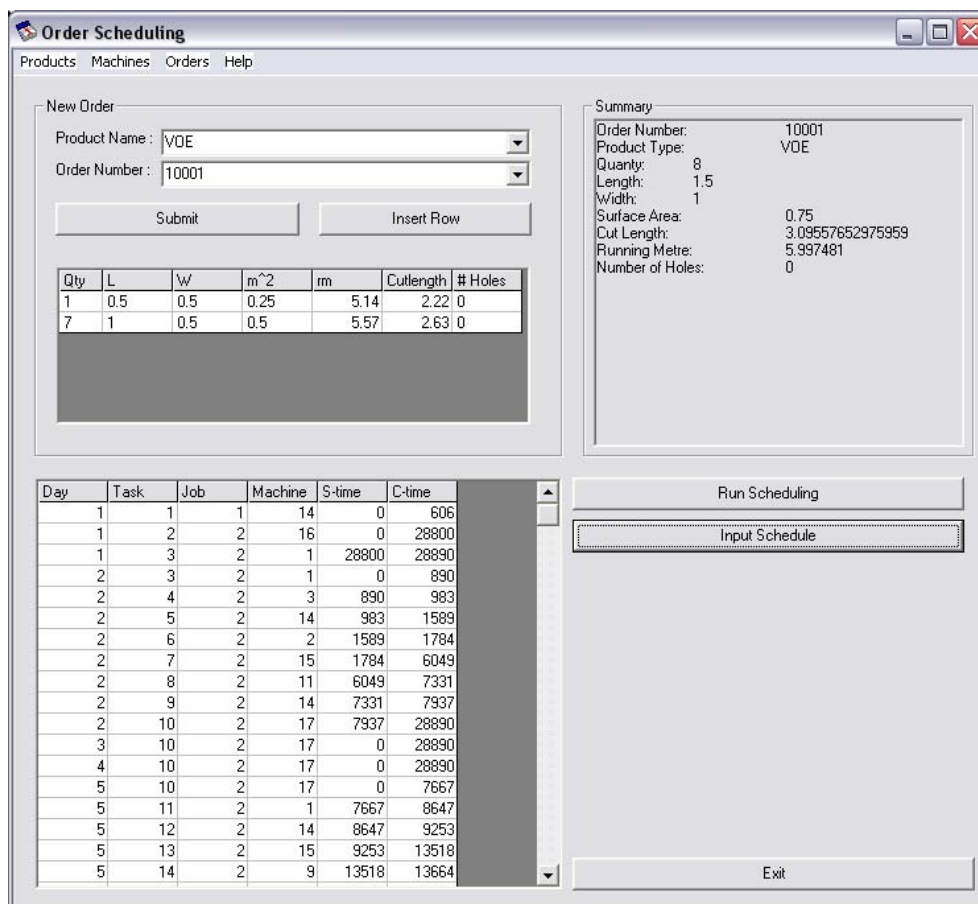 Order Scheduling
Products Machines Orders Help
New Order
Product Name : VOE
Order Number : 10001
Submit Insert Row
Qty L W m^2 rm Cutlength # Holes
1 0.5 0.5 0.25 5.14 2.22 0
7 1 0.5 0.5 5.57 2.63 0
Summary
Order Number: 10001
Product Type: VOE
Quanty: 8
Length: 1.5
Width: 1
Surface Area: 0.75
Cut Length: 3.09557652975959
Running Metre: 5.997481
Number of Holes: 0
Day Task Job Machine S-time C-time
1 1 1 14 0 606
1 2 2 16 0 28800
1 3 2 1 28800 28890
2 3 2 1 0 890
2 4 2 3 890 983
2 5 2 14 983 1589
2 6 2 2 1589 1784
2 7 2 15 1784 6049
2 8 2 11 6049 7331
2 9 2 14 7331 7937
2 10 2 17 7937 28890
3 10 2 17 0 28890
4 10 2 17 0 28890
5 10 2 17 0 7667
5 11 2 1 7667 8647
5 12 2 14 8647 9253
5 13 2 15 9253 13518
5 14 2 9 13518 13664
Run Scheduling
Input Schedule
Exit